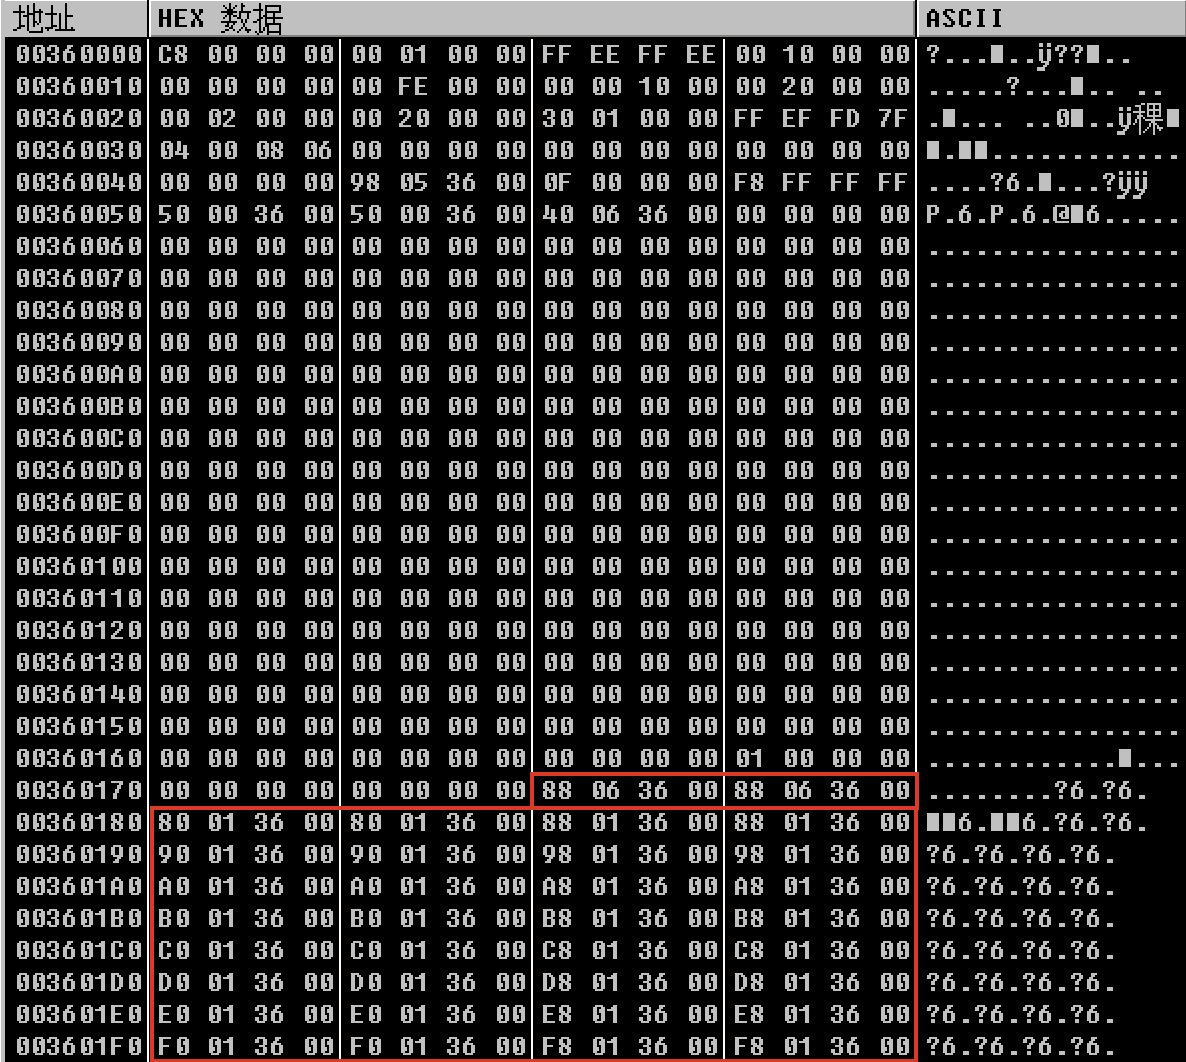 地址 HEX 数据 ASCII
00360000 C8 00 00 00 00 01 00 00 FF EE FF EE 00 10 00 00 ?...■..ÿ??■..
00360010 00 00 00 00 00 FE 00 00 00 00 10 00 00 20 00 00 .....?...■.. ..
00360020 00 02 00 00 00 20 00 00 30 01 00 00 FF EF FD 7F .■... ..0■..ÿ稞■
00360030 04 00 08 06 00 00 00 00 00 00 00 00 00 00 00 00 ■.■■............
00360040 00 00 00 00 98 05 36 00 0F 00 00 00 F8 FF FF FF ....?6.■...?ÿÿ
00360050 50 00 36 00 50 00 36 00 40 06 36 00 00 00 00 00 P.6.P.6.@■6.....
00360060 00 00 00 00 00 00 00 00 00 00 00 00 00 00 00 00 ................
00360070 00 00 00 00 00 00 00 00 00 00 00 00 00 00 00 00 ................
00360080 00 00 00 00 00 00 00 00 00 00 00 00 00 00 00 00 ................
00360090 00 00 00 00 00 00 00 00 00 00 00 00 00 00 00 00 ................
003600A0 00 00 00 00 00 00 00 00 00 00 00 00 00 00 00 00 ................
003600B0 00 00 00 00 00 00 00 00 00 00 00 00 00 00 00 00 ................
003600C0 00 00 00 00 00 00 00 00 00 00 00 00 00 00 00 00 ................
003600D0 00 00 00 00 00 00 00 00 00 00 00 00 00 00 00 00 ................
003600E0 00 00 00 00 00 00 00 00 00 00 00 00 00 00 00 00 ................
003600F0 00 00 00 00 00 00 00 00 00 00 00 00 00 00 00 00 ................
00360100 00 00 00 00 00 00 00 00 00 00 00 00 00 00 00 00 ................
00360110 00 00 00 00 00 00 00 00 00 00 00 00 00 00 00 00 ................
00360120 00 00 00 00 00 00 00 00 00 00 00 00 00 00 00 00 ................
00360130 00 00 00 00 00 00 00 00 00 00 00 00 00 00 00 00 ................
00360140 00 00 00 00 00 00 00 00 00 00 00 00 00 00 00 00 ................
00360150 00 00 00 00 00 00 00 00 00 00 00 00 00 00 00 00 ................
00360160 00 00 00 00 00 00 00 00 00 00 00 00 01 00 00 00 ............■...
00360170 00 00 00 00 00 00 00 00 88 06 36 00 88 06 36 00 ........?6.?6.
00360180 80 01 36 00 80 01 36 00 88 01 36 00 88 01 36 00 ■■6.■■6.?6.?6.
00360190 90 01 36 00 90 01 36 00 98 01 36 00 98 01 36 00 ?6.?6.?6.?6.
003601A0 A0 01 36 00 A0 01 36 00 A8 01 36 00 A8 01 36 00 ?6.?6.?6.?6.
003601B0 B0 01 36 00 B0 01 36 00 B8 01 36 00 B8 01 36 00 ?6.?6.?6.?6.
003601C0 C0 01 36 00 C0 01 36 00 C8 01 36 00 C8 01 36 00 ?6.?6.?6.?6.
003601D0 D0 01 36 00 D0 01 36 00 D8 01 36 00 D8 01 36 00 ?6.?6.?6.?6.
003601E0 E0 01 36 00 E0 01 36 00 E8 01 36 00 E8 01 36 00 ?6.?6.?6.?6.
003601F0 F0 01 36 00 F0 01 36 00 F8 01 36 00 F8 01 36 00 ?6.?6.?6.?6.